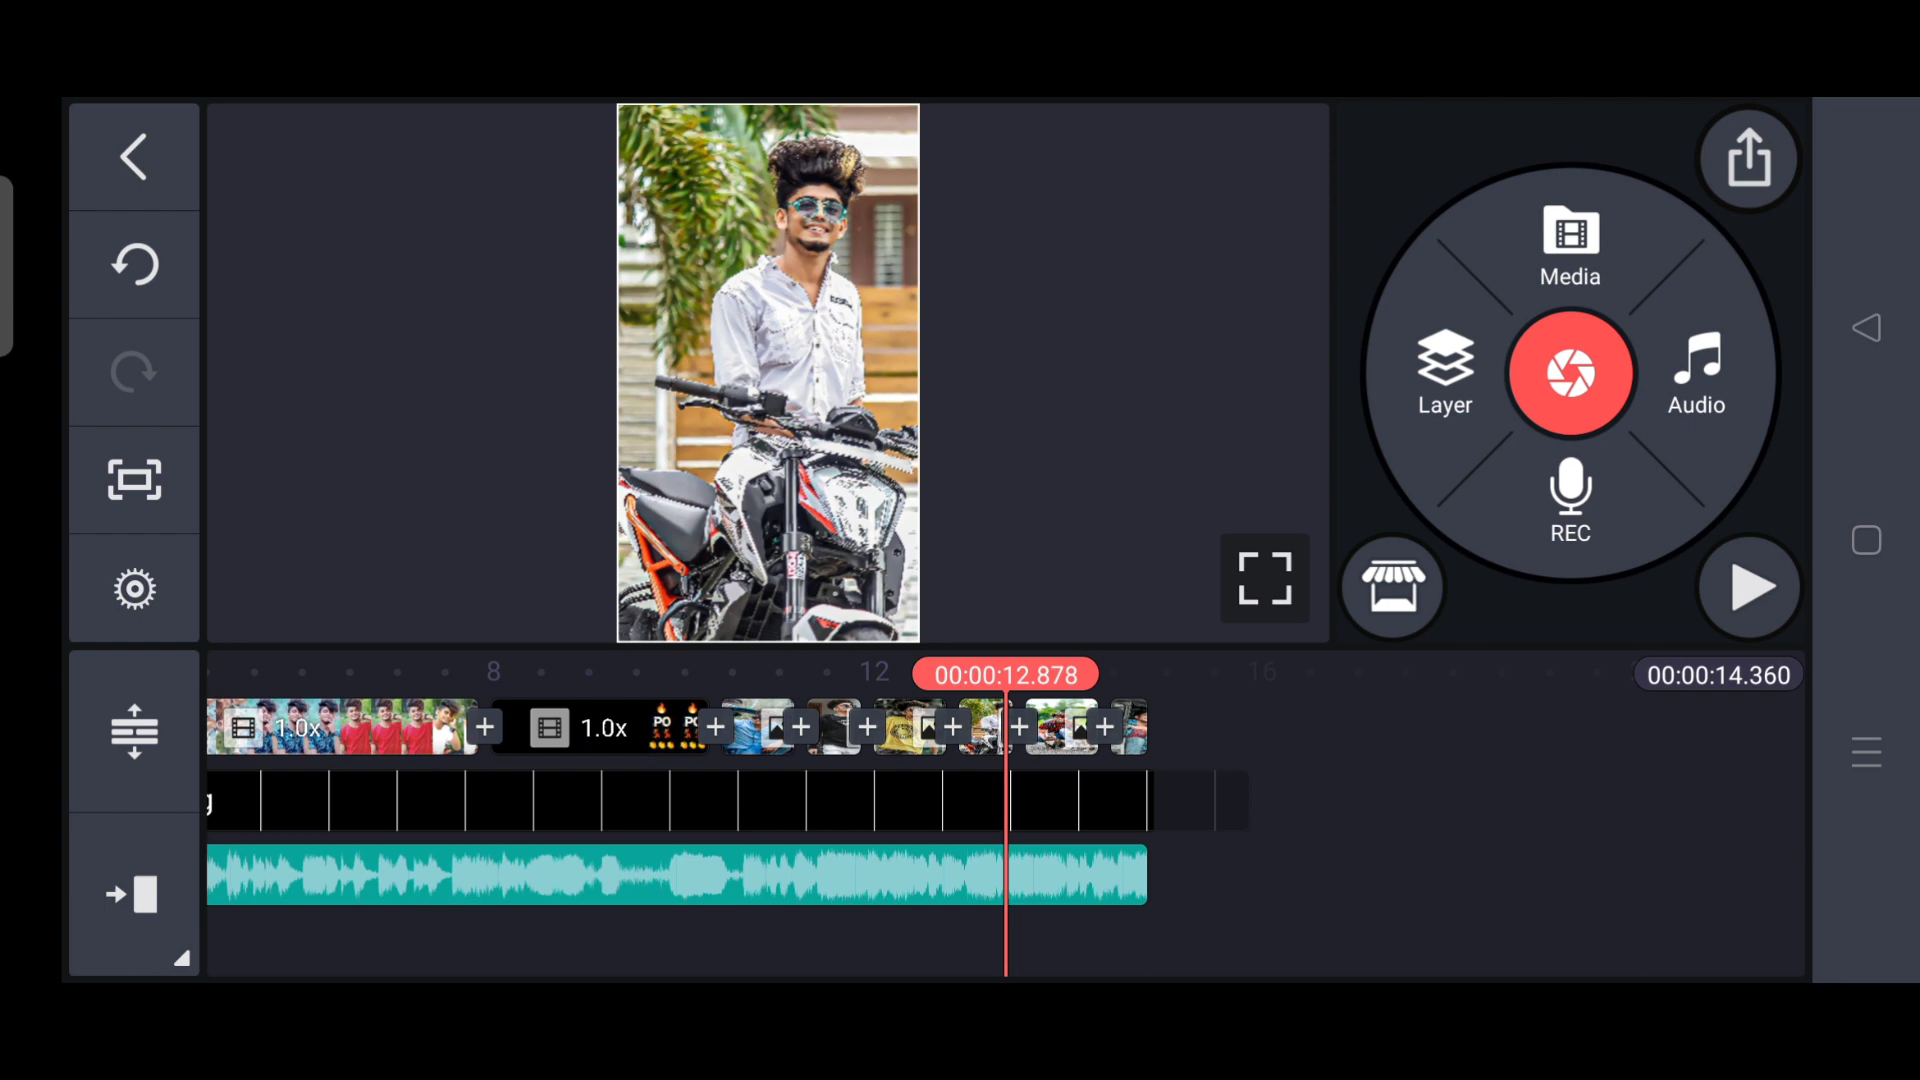 Media
Layer
Audio
REC
8
12
00:00:12.878
16
00:00:14.360
1.0x
1.0x
PO
g